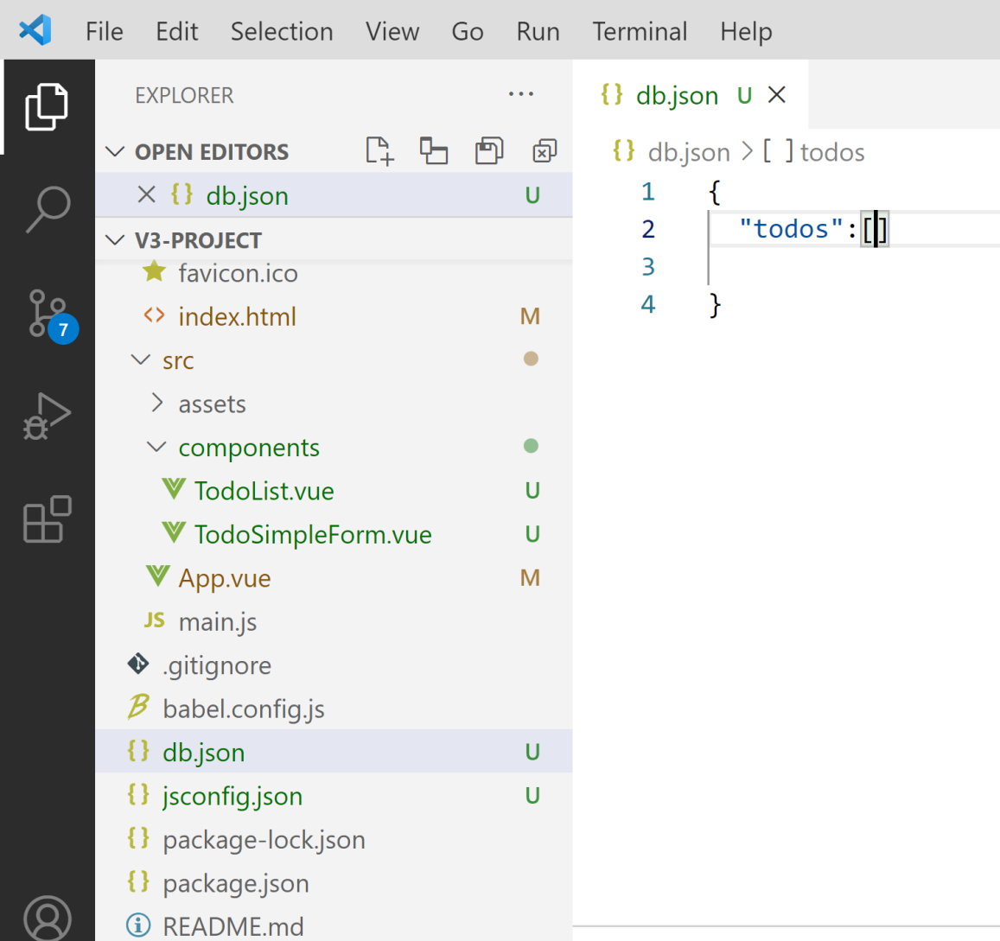 File Edit Selection View Go Run Terminal Help
EXPLORER ...
OPEN EDITORS
{} db.json U
V3-PROJECT
favicon.ico
<> index.html M
src
assets
components
TodoList.vue U
TodoSimpleForm.vue U
App.vue M
JS main.js
.gitignore
babel.config.js
{} db.json U
{} jsconfig.json U
{} package-lock.json
{} package.json
README.md
7
{} db.json U
{} db.json > [ ] todos
1 {
2 "todos":[]
3
4 }